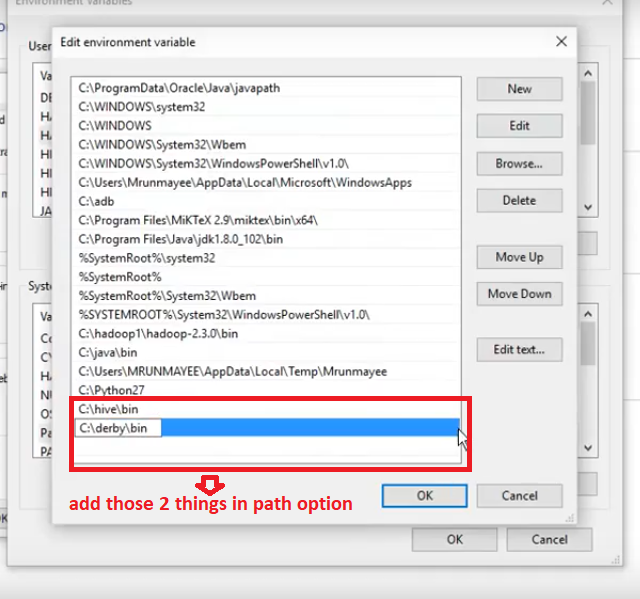 Environment Variables
Edit environment variable
User
Va
C:\ProgramData\Oracle\Java\javapath
C:\WINDOWS\system32
C:\WINDOWS
C:\WINDOWS\System32\Wbem
C:\WINDOWS\System32\WindowsPowerShell\v1.0\
C:\Users\Mrunmayee\AppData\Local\Microsoft\WindowsApps
C:\adb
C:\Program Files\MiKTeX 2.9\miktex\bin\x64\
C:\Program Files\Java\jdk1.8.0_102\bin
%SystemRoot%\system32
%SystemRoot%
%SystemRoot%\System32\Wbem
%SYSTEMROOT%\System32\WindowsPowerShell\v1.0\
C:\hadoop1\hadoop-2.3.0\bin
C:\java\bin
C:\Users\MRUNMAYEE\AppData\Local\Temp\Mrunmayee
C:\Python27
C:\hive\bin
C:\derby\bin
New
Edit
Browse...
Delete
Move Up
Move Down
Edit text...
add those 2 things in path option
OK
Cancel
OK
Cancel
Syst
Va